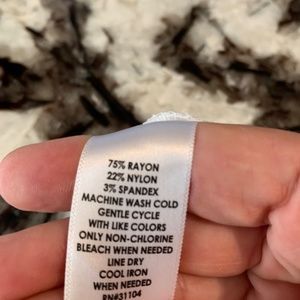 75% RAYON
22% NYLON
3% SPANDEX
MACHINE WASH COLD
GENTLE CYCLE
WITH LIKE COLORS
ONLY NON-CHLORINE
BLEACH WHEN NEEDED
LINE DRY
COOL IRON
WHEN NEEDED
RN#31104